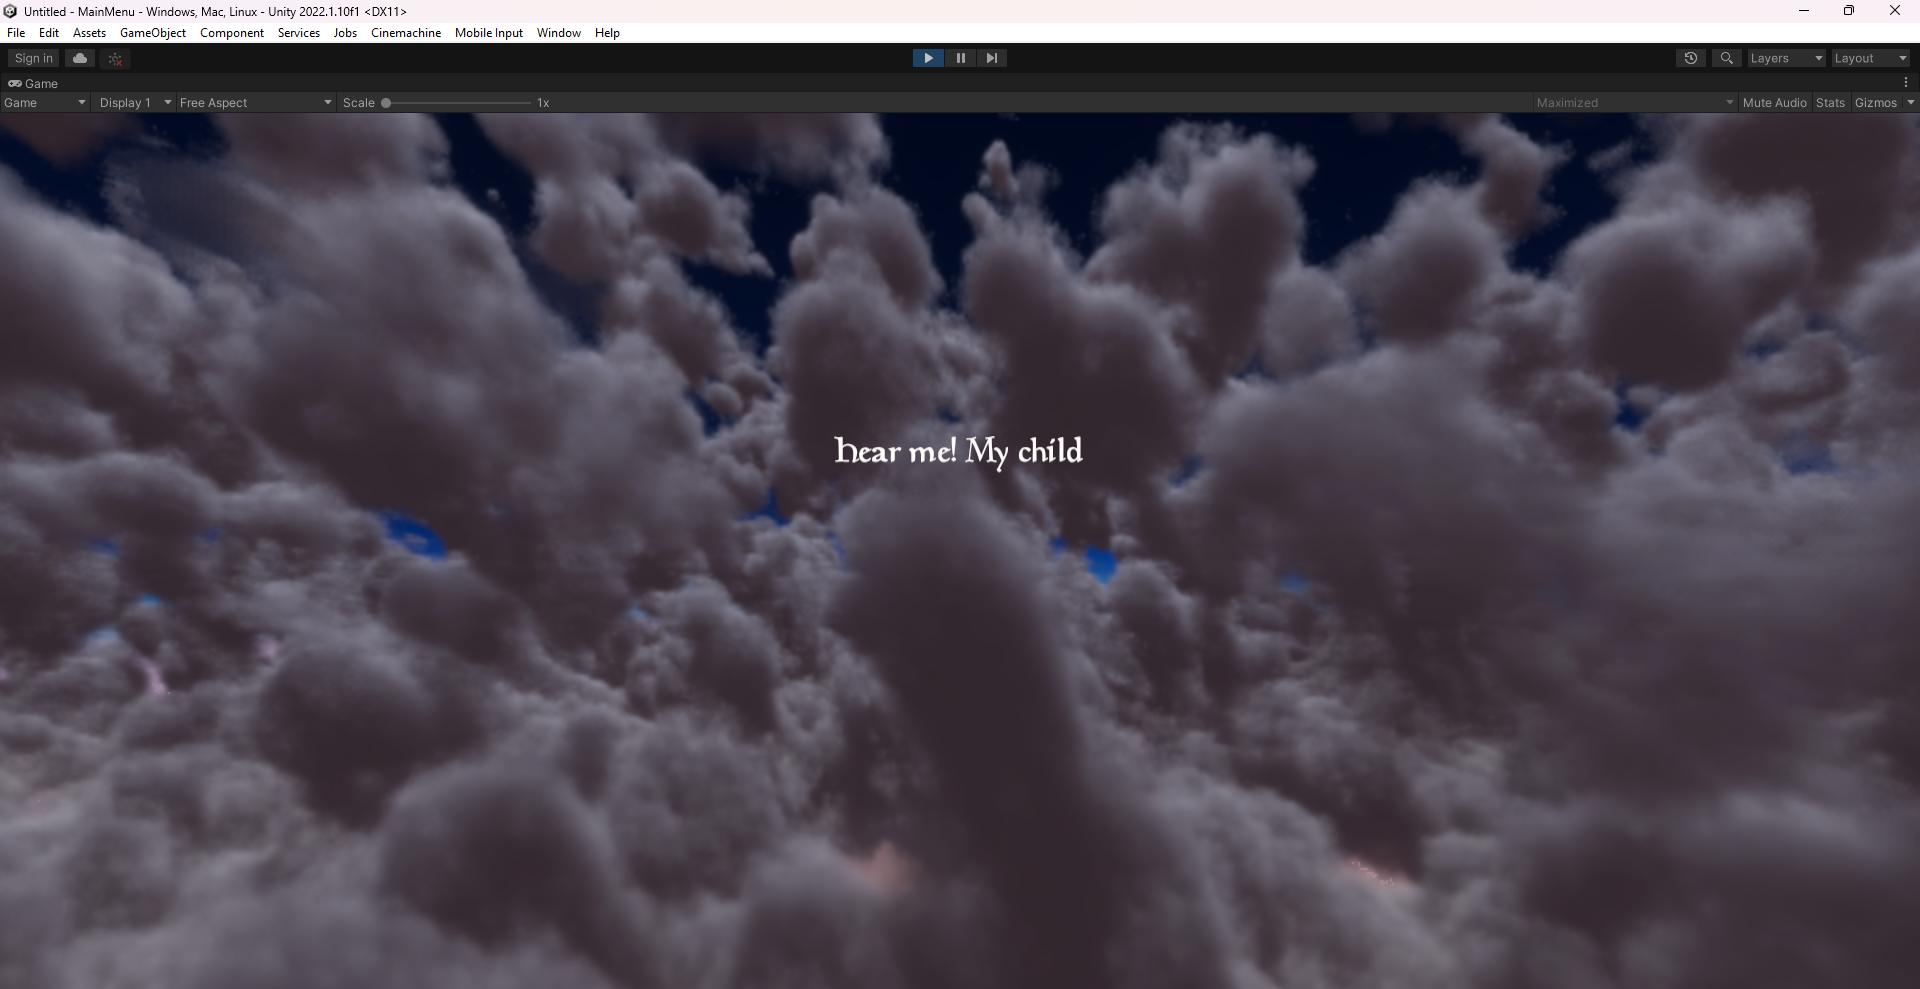 Untitled - MainMenu - Windows, Mac, Linux - Unity 2022.1.10f1 <DX11>
File Edit Assets GameObject Component Services Jobs Cinemachine Mobile Input Window Help
Sign in Layers Layout
Game
Game Display 1 Free Aspect Scale 1x Maximized Mute Audio Stats Gizmos
hear me! My child